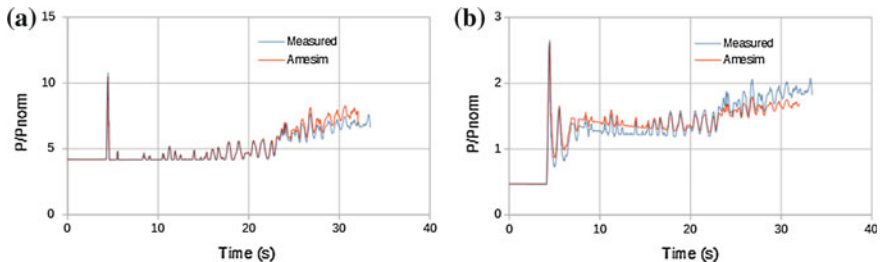 (a)
15
10
5
0
P/Pnorm
Measured
Amesim
0 10 20 30 40
Time (s)
(b)
3
2
1
0
P/Pnorm
Measured
Amesim
0 10 20 30 40
Time (s)